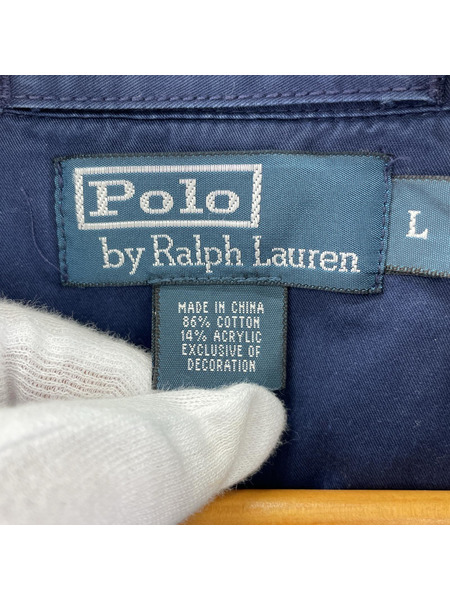 Polo
by Ralph Lauren
L
MADE IN CHINA
86% COTTON
14% ACRYLIC
EXCLUSIVE OF
DECORATION